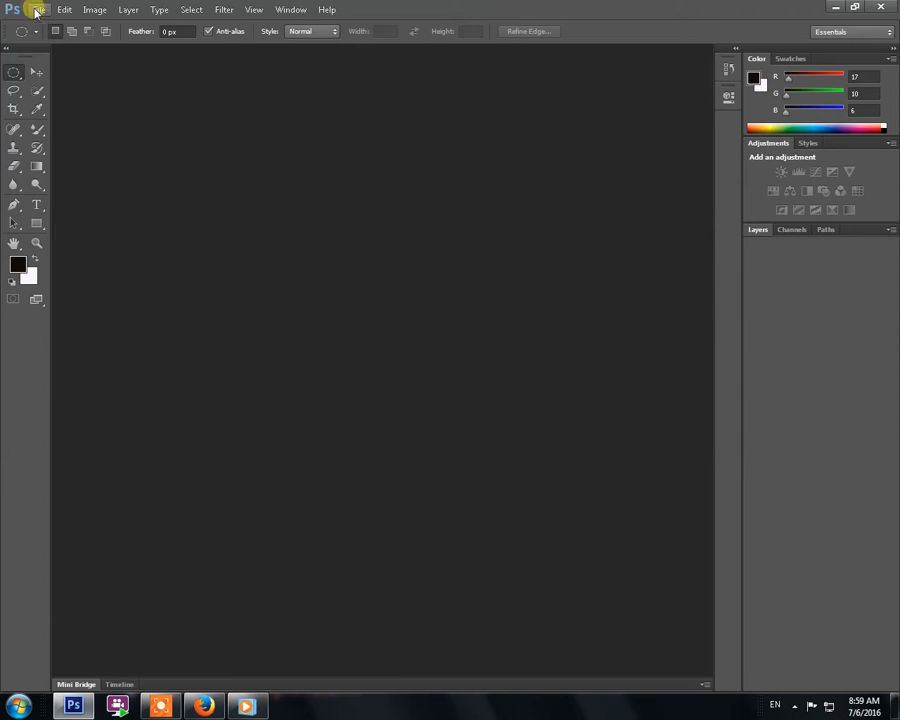 Ps File Edit Image Layer Type Select Filter View Window Help
Feather: 0 px Anti-alias Style: Normal Width: Height: Refine Edge... Essentials
Color Swatches
R 17
G 10
B 6
Adjustments Styles
Add an adjustment
Layers Channels Paths
T
Mini Bridge Timeline
Ps EN 8:59 AM
7/6/2016